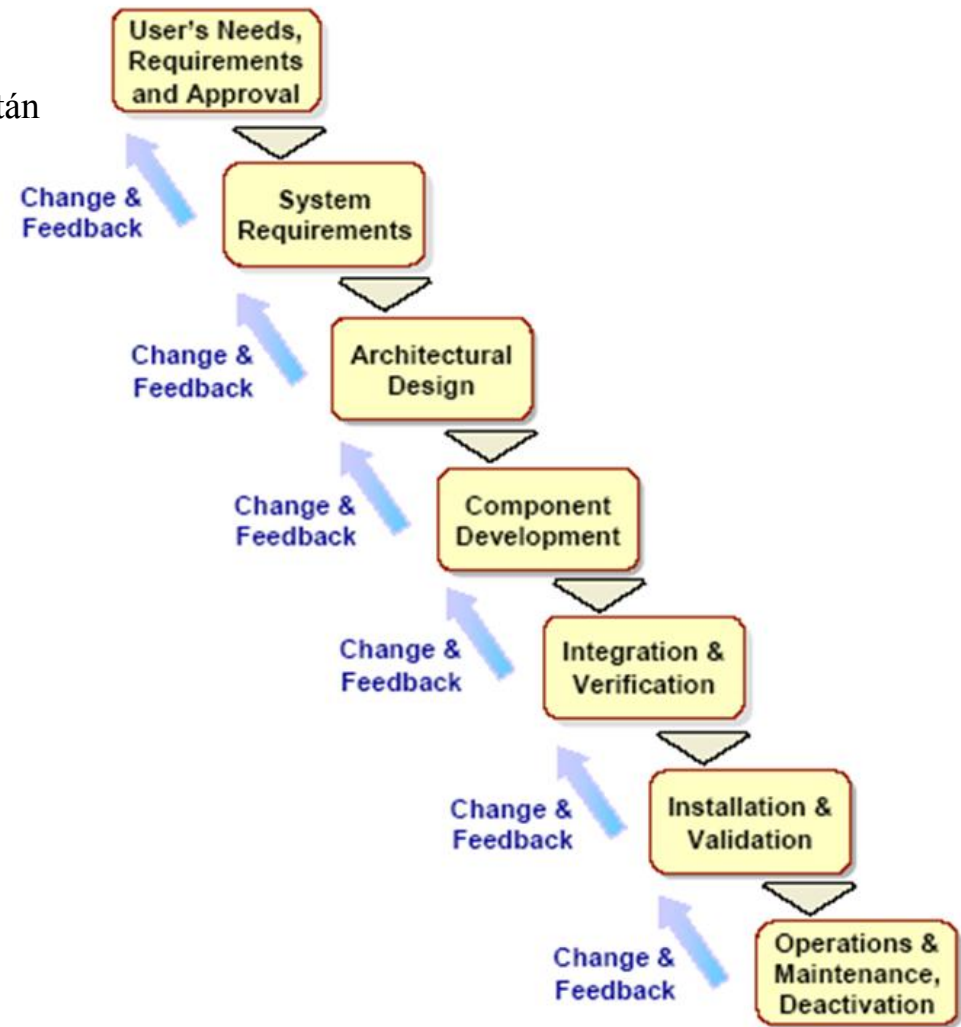 User's Needs,
Requirements
and Approval
tán
Change &
Feedback
System
Requirements
Change &
Feedback
Architectural
Design
Change &
Feedback
Component
Development
Change &
Feedback
Integration &
Verification
Change &
Feedback
Installation &
Validation
Change &
Feedback
Operations &
Maintenance,
Deactivation